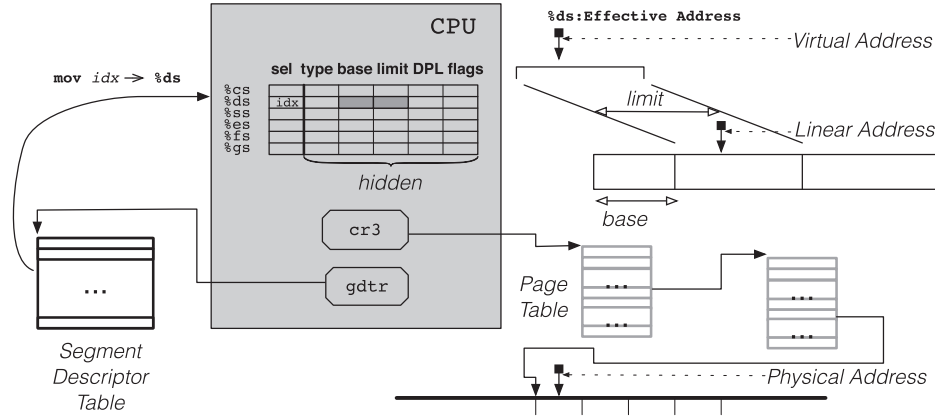 %ds:Effective Address
CPU
Virtual Address
mov idx → %ds
sel type base limit DPL flags
%cs
%ds idx
%ss
%es
%fs
%gs
limit
Linear Address
hidden
base
cr3
gdtr
...
Page
Table
...
...
...
...
Segment
Descriptor
Table
Physical Address